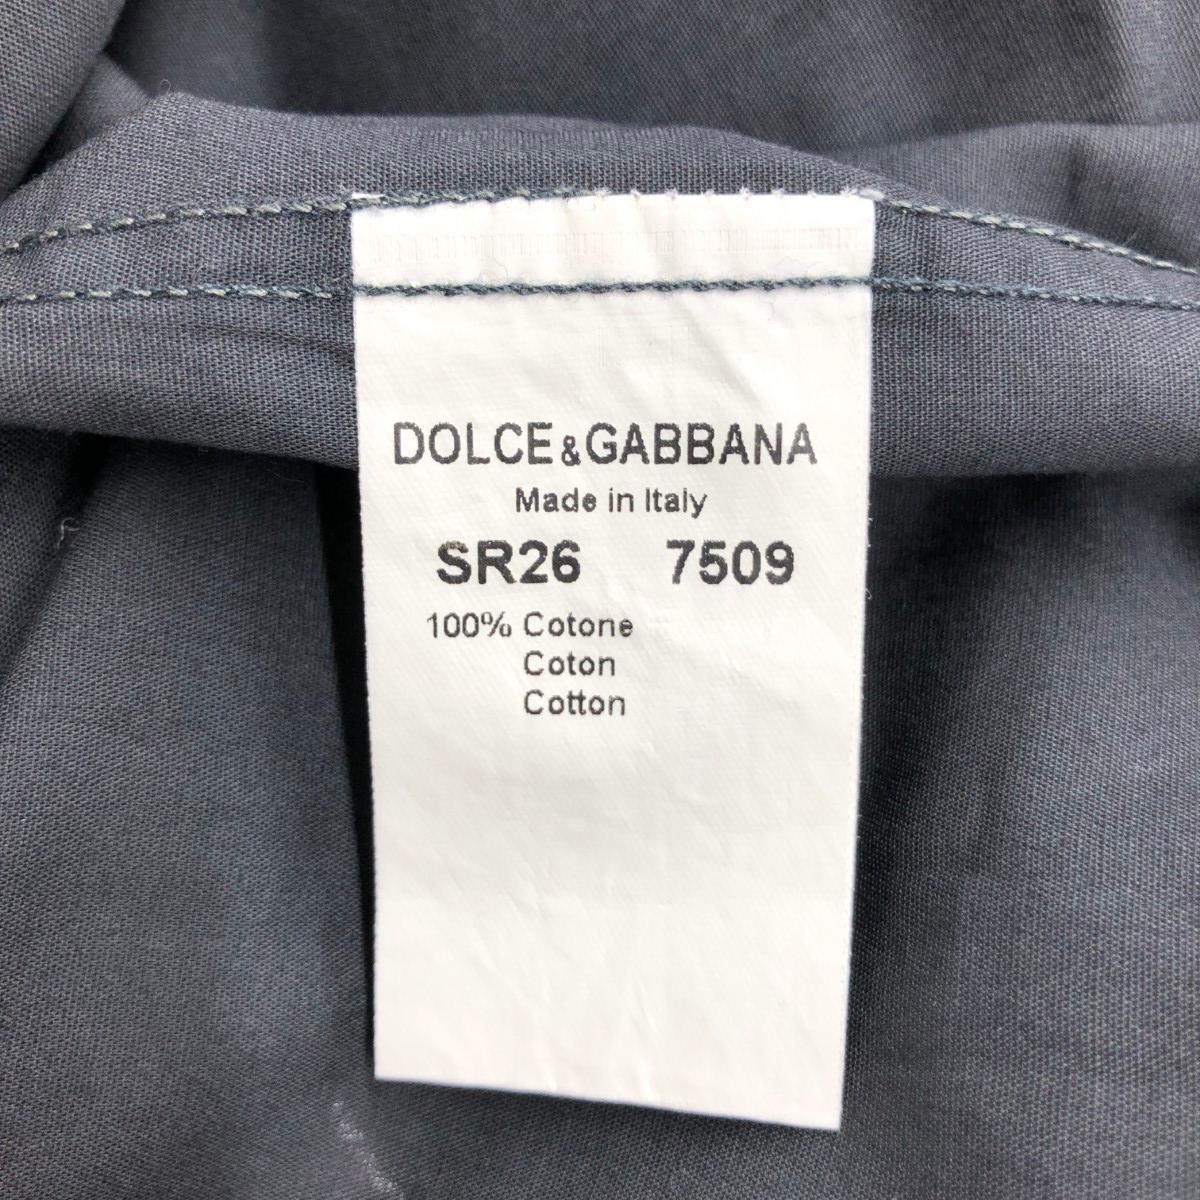 DOLCE&GABBANA
Made in Italy
SR26 7509
100% Cotone
Coton
Cotton